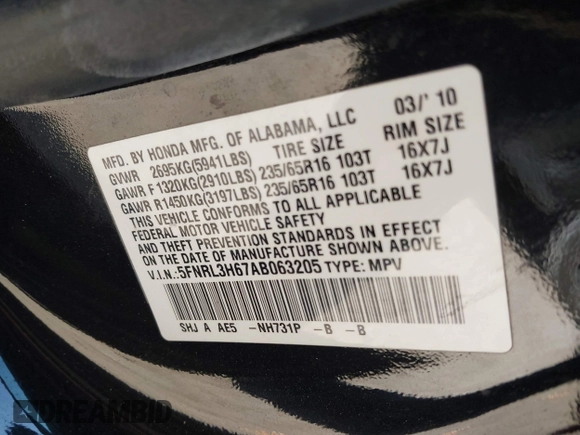 MFD. BY HONDA MFG. OF ALABAMA, LLC 03/' 10
GVWR 2695KG(5941LBS) TIRE SIZE RIM SIZE
GAWR F 1320KG(2910LBS) 235/65R16 103T 16X7J
GAWR R1450KG(3197LBS) 235/65R16 103T 16X7J
THIS VEHICLE CONFORMS TO ALL APPLICABLE
FEDERAL MOTOR VEHICLE SAFETY
AND THEFT PREVENTION STANDARDS IN EFFECT
ON THE DATE OF MANUFACTURE SHOWN ABOVE.
V.I.N.:5FNRL3H67AB063205 TYPE: MPV
SHJ A AE5 -NH731P -B -B
DREAMBID